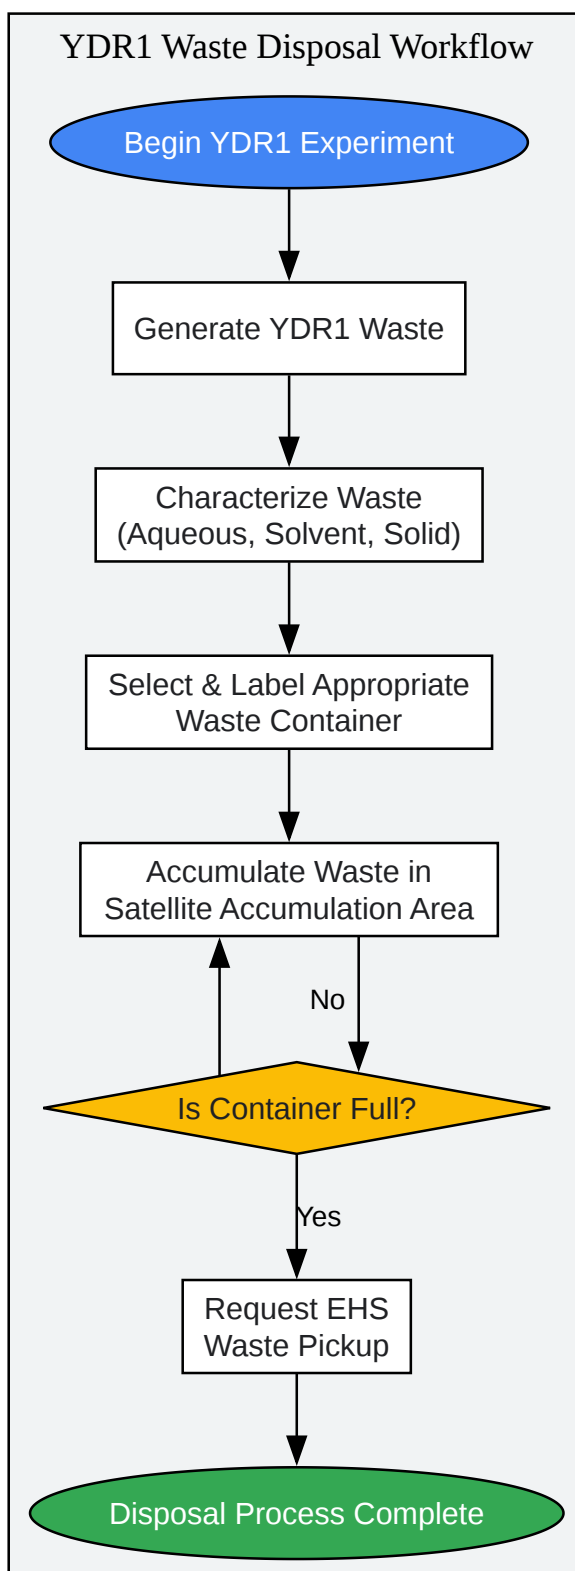 YDR1 Waste Disposal Workflow
Begin YDR1 Experiment
Generate YDR1 Waste
Characterize Waste
(Aqueous, Solvent, Solid)
Select & Label Appropriate
Waste Container
Accumulate Waste in
Satellite Accumulation Area
No
Is Container Full?
Yes
Request EHS
Waste Pickup
Disposal Process Complete